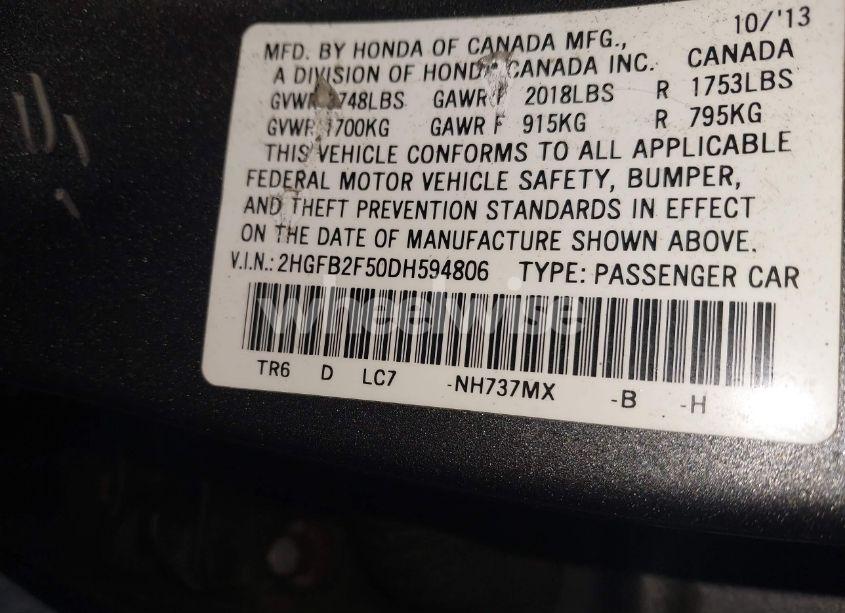 10/'13
MFD. BY HONDA OF CANADA MFG., CANADA
A DIVISION OF HONDA CANADA INC.
GVWR 3748LBS GAWR F 2018LBS R 1753LBS
GVWR 1700KG GAWR F 915KG R 795KG
THIS VEHICLE CONFORMS TO ALL APPLICABLE
FEDERAL MOTOR VEHICLE SAFETY, BUMPER,
AND THEFT PREVENTION STANDARDS IN EFFECT
ON THE DATE OF MANUFACTURE SHOWN ABOVE.
V.I.N.: 2HGFB2F50DH594806 TYPE: PASSENGER CAR
wheelwise
TR6 D LC7 -NH737MX -B -H